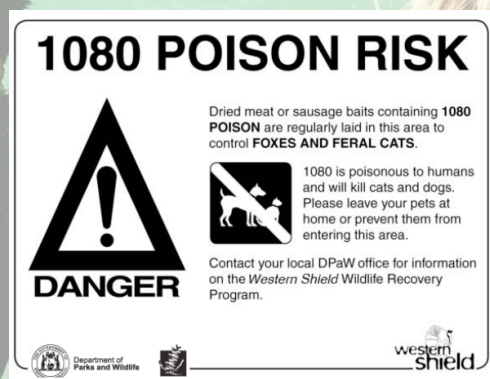 1080 POISON RISK
Dried meat or sausage baits containing 1080
POISON are regularly laid in this area to
control FOXES AND FERAL CATS.
1080 is poisonous to humans
and will kill cats and dogs.
Please leave your pets at
home or prevent them from
entering this area.
DANGER
Contact your local DPaW office for information
on the Western Shield Wildlife Recovery
Program.
Department of
Parks and Wildlife
western
shield